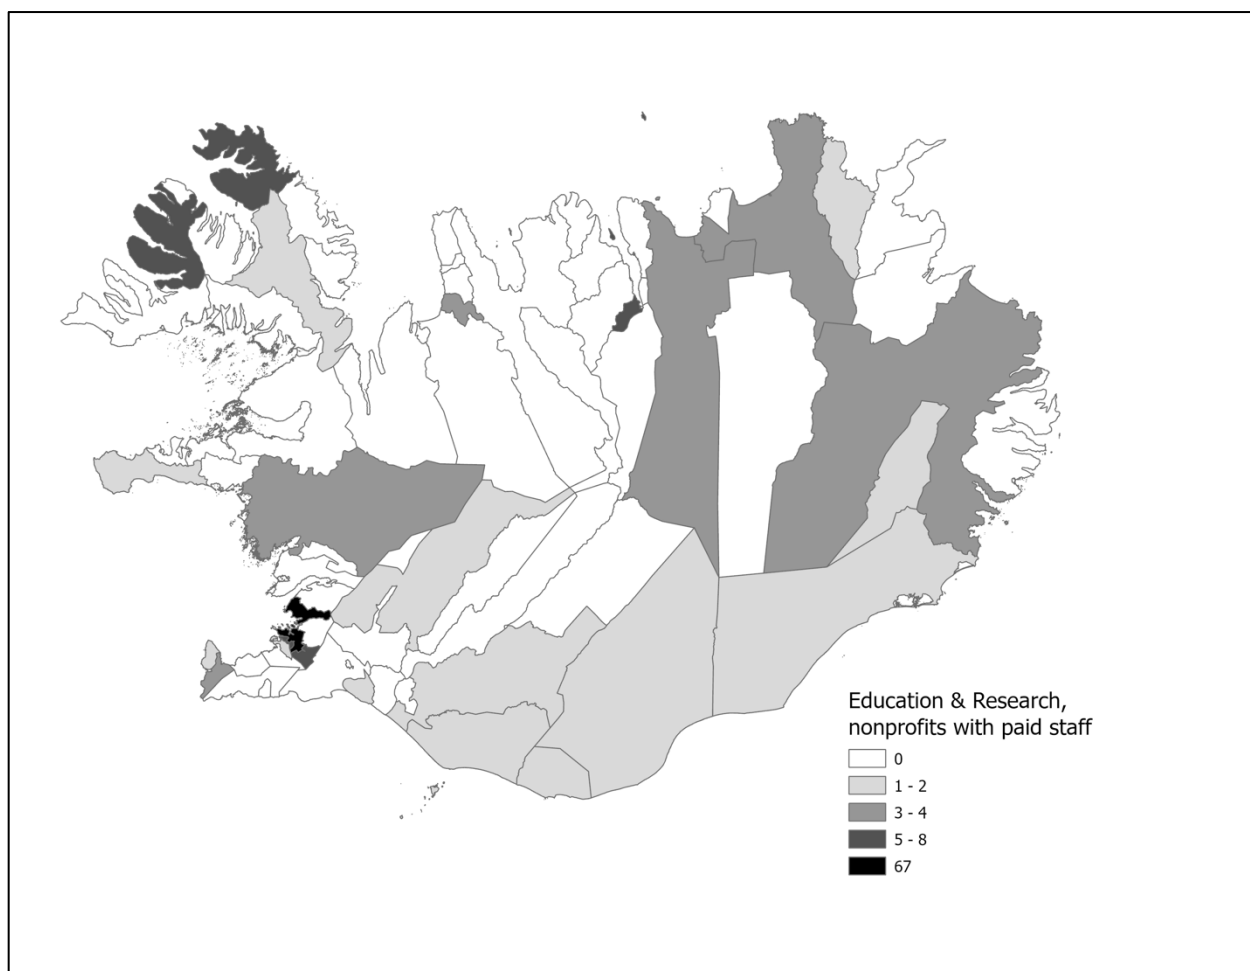 Education & Research,
nonprofits with paid staff
0
1 - 2
3 - 4
5 - 8
67